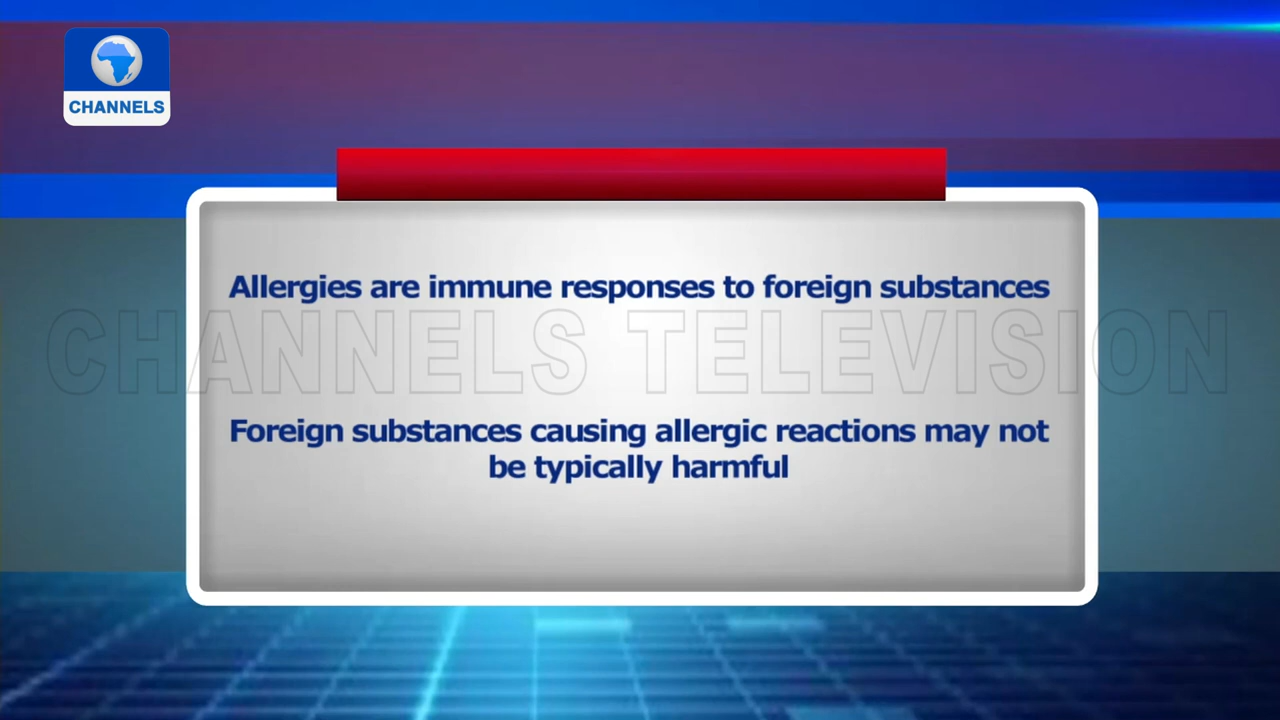 CHANNELS
Allergies are immune responses to foreign substances
CHANNELS TELEVISION
Foreign substances causing allergic reactions may not
be typically harmful